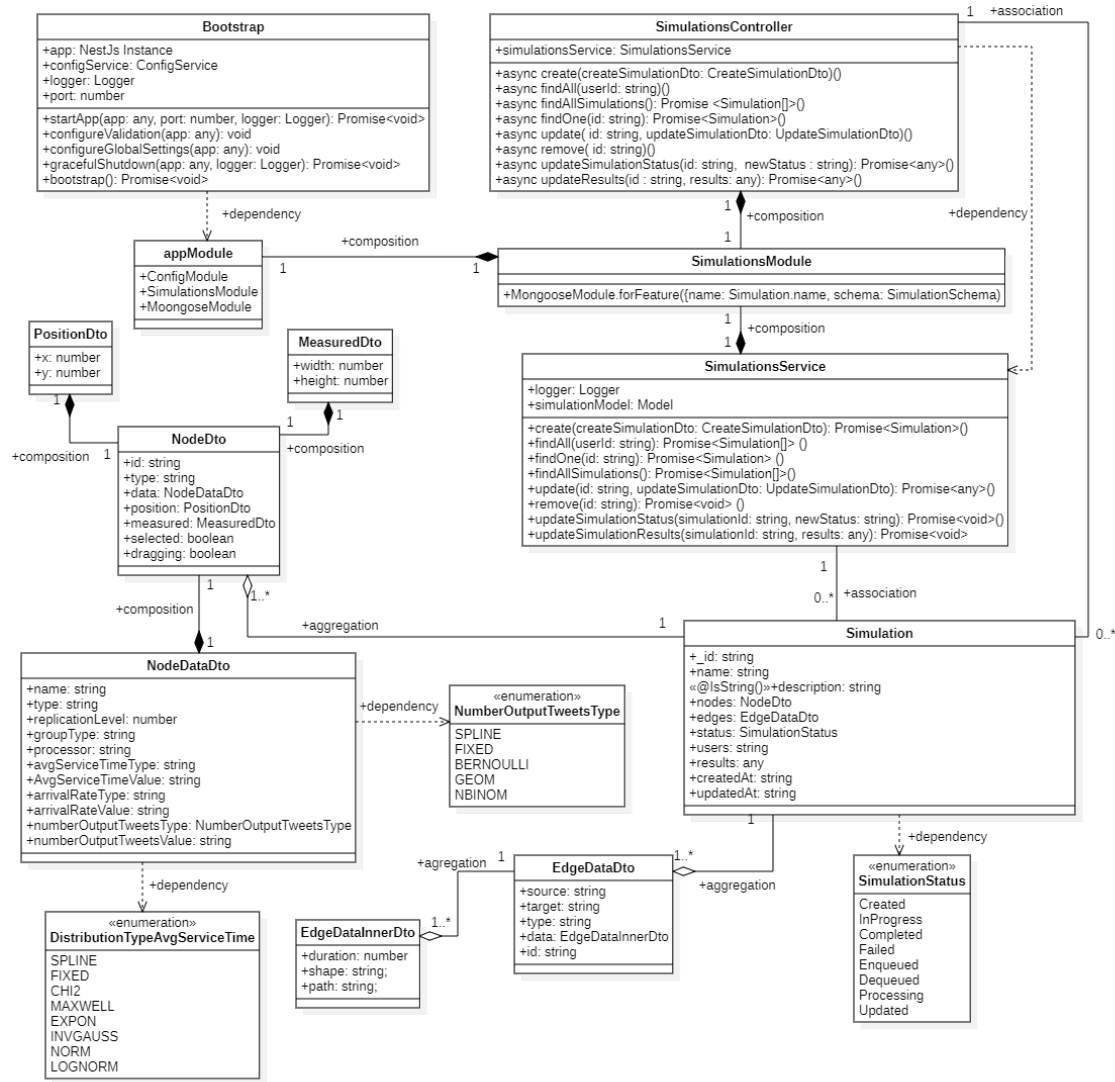 Bootstrap
+app: NestJs Instance
+configService: ConfigService
+logger: Logger
+port: number
+startApp(app: any, port: number, logger: Logger): Promise<void>
+configureValidation(app: any): void
+configureGlobalSettings(app: any): void
+gracefulShutdown(app: any, logger: Logger): Promise<void>
+bootstrap(): Promise<void>
SimulationsController
+simulationsService: SimulationsService
+async create(createSimulationDto: CreateSimulationDto)()
+async findAll(userId: string)()
+async findAllSimulations(): Promise <Simulation[]>()
+async findOne(id: string): Promise<Simulation>()
+async update( id: string, updateSimulationDto: UpdateSimulationDto)()
+async remove( id: string)()
+async updateSimulationStatus(id: string,  newStatus : string): Promise<any>()
+async updateResults(id : string, results: any): Promise<any>()
1
+association
+dependency
1
+composition
1
+dependency
appModule
+ConfigModule
+SimulationsModule
+MoongoseModule
+composition
1
1
SimulationsModule
+MongooseModule.forFeature({name: Simulation.name, schema: SimulationSchema)
1
+composition
1
PositionDto
+x: number
+y: number
MeasuredDto
+width: number
+height: number
1
+composition
1
1
1
+composition
NodeDto
+id: string
+type: string
+data: NodeDataDto
+position: PositionDto
+measured: MeasuredDto
+selected: boolean
+dragging: boolean
SimulationsService
+logger: Logger
+simulationModel: Model
+create(createSimulationDto: CreateSimulationDto): Promise<Simulation>()
+findAll(userId: string): Promise<Simulation[]> ()
+findOne(id: string): Promise<Simulation> ()
+findAllSimulations(): Promise<Simulation[]>()
+update(id: string, updateSimulationDto: UpdateSimulationDto): Promise<any>()
+remove(id: string): Promise<void> ()
+updateSimulationStatus(simulationId: string, newStatus: string): Promise<void>()
+updateSimulationResults(simulationId: string, results: any): Promise<void>
1
0..*
+association
1
+composition
1
1..*
+aggregation
1
0..*
Simulation
+_id: string
+name: string
«@IsString()»+description: string
+nodes: NodeDto
+edges: EdgeDataDto
+status: SimulationStatus
+users: string
+results: any
+createdAt: string
+updatedAt: string
NodeDataDto
+name: string
+type: string
+replicationLevel: number
+groupType: string
+processor: string
+avgServiceTimeType: string
+AvgServiceTimeValue: string
+arrivalRateType: string
+arrivalRateValue: string
+numberOutputTweetsType: NumberOutputTweetsType
+numberOutputTweetsValue: string
+dependency
«enumeration»
NumberOutputTweetsType
SPLINE
FIXED
BERNOULLI
GEOM
NBINOM
+dependency
«enumeration»
DistributionTypeAvgServiceTime
SPLINE
FIXED
CHI2
MAXWELL
EXPON
INVGAUSS
NORM
LOGNORM
EdgeDataInnerDto
+duration: number
+shape: string;
+path: string;
1..*
+agregation
1
EdgeDataDto
+source: string
+target: string
+type: string
+data: EdgeDataInnerDto
+id: string
1..*
+aggregation
1
+dependency
«enumeration»
SimulationStatus
Created
InProgress
Completed
Failed
Enqueued
Dequeued
Processing
Updated